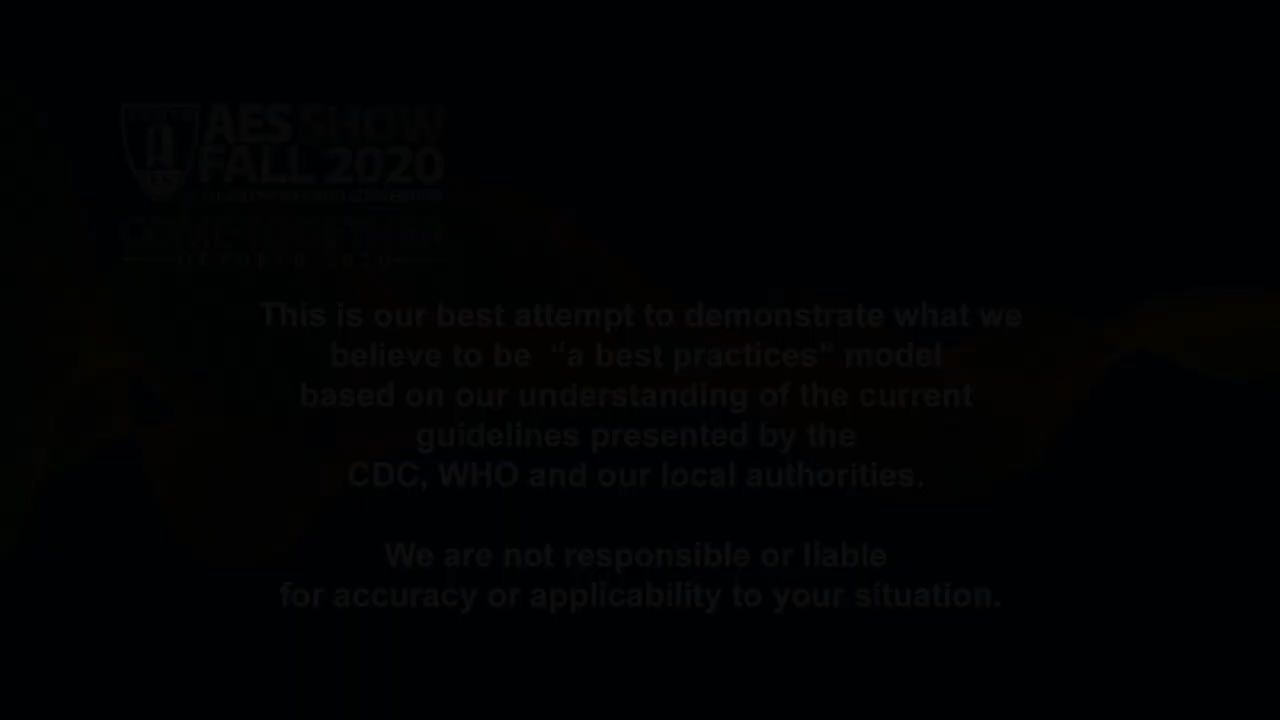 AES SHOW
FALL 2020
OCTOBER 2020
This is our best attempt to demonstrate what we
believe to be “a best practices” model
based on our understanding of the current
guidelines presented by the
CDC, WHO and our local authorities.
We are not responsible or liable
for accuracy or applicability to your situation.